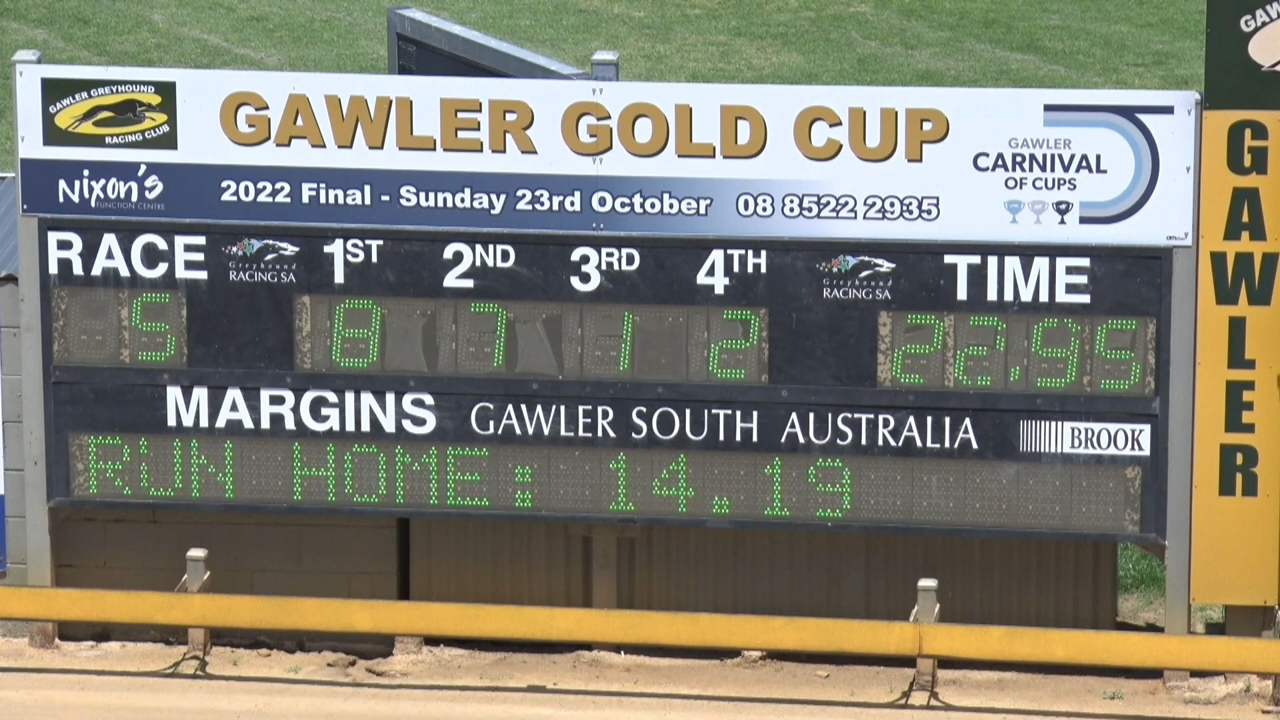 GAWLER GREYHOUND
RACING CLUB
GAWLER GOLD CUP
GAWLER
CARNIVAL
OF CUPS
Nixon's
FUNCTION CENTRE
2022 Final - Sunday 23rd October 08 8522 2935
RACE
Greyhound
RACING SA
1ST 2ND 3RD 4TH
Greyhound
RACING SA
TIME
5 8 7 1 2 22.95
MARGINS GAWLER SOUTH AUSTRALIA BROOK
RUN HOME: 14.19
GAW
GAWLER